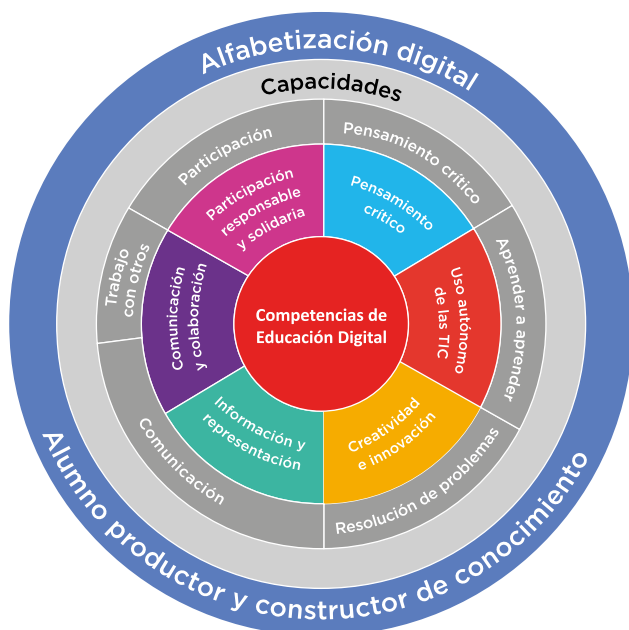 Alfabetización digital
Capacidades
Participación
Pensamiento crítico
Aprender a aprender
Resolución de problemas
Comunicación
Trabajo
con otros
Participación
responsable
y solidaria
Pensamiento
crítico
Uso autónomo
de las TIC
Creatividad
e innovación
Información y
representación
Comunicación
y colaboración
Competencias de
Educación Digital
Alumno productor y constructor de conocimiento